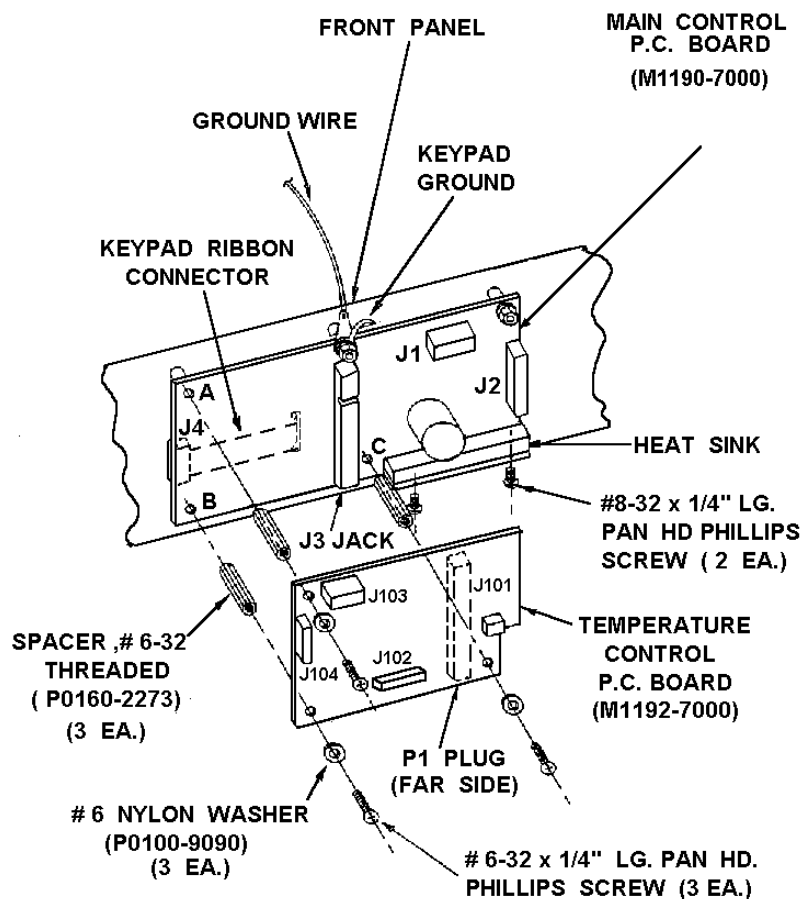 FRONT PANEL
MAIN CONTROL
P.C. BOARD
(M1190-7000)
GROUND WIRE
KEYPAD
GROUND
KEYPAD RIBBON
CONNECTOR
J1
J2
A
J4
C
B
HEAT SINK
J3 JACK
#8-32 x 1/4" LG.
PAN HD PHILLIPS
SCREW ( 2 EA.)
J101
J103
J102
J104
SPACER ,# 6-32
THREADED
( P0160-2273)
(3 EA.)
TEMPERATURE
CONTROL
P.C. BOARD
(M1192-7000)
P1 PLUG
(FAR SIDE)
# 6 NYLON WASHER
(P0100-9090)
(3 EA.)
# 6-32 x 1/4" LG. PAN HD.
PHILLIPS SCREW (3 EA.)